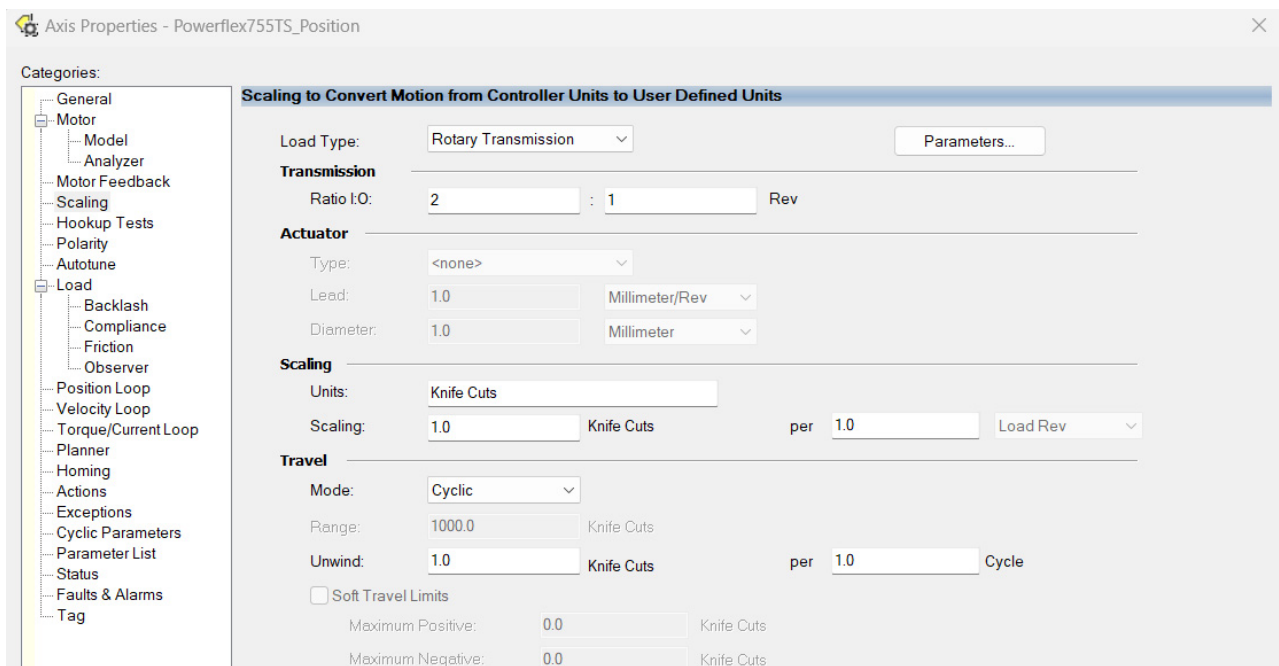 Axis Properties - Powerflex755TS_Position
Categories:
General
Motor
Model
Analyzer
Motor Feedback
Scaling
Hookup Tests
Polarity
Autotune
Load
Backlash
Compliance
Friction
Observer
Position Loop
Velocity Loop
Torque/Current Loop
Planner
Homing
Actions
Exceptions
Cyclic Parameters
Parameter List
Status
Faults & Alarms
Tag
Scaling to Convert Motion from Controller Units to User Defined Units
Load Type: Rotary Transmission Parameters...
Transmission
Ratio I:O: 2 : 1 Rev
Actuator
Type: <none>
Lead: 1.0 Millimeter/Rev
Diameter: 1.0 Millimeter
Scaling
Units: Knife Cuts
Scaling: 1.0 Knife Cuts per 1.0 Load Rev
Travel
Mode: Cyclic
Range: 1000.0 Knife Cuts
Unwind: 1.0 Knife Cuts per 1.0 Cycle
Soft Travel Limits
Maximum Positive: 0.0 Knife Cuts
Maximum Negative: 0.0 Knife Cuts